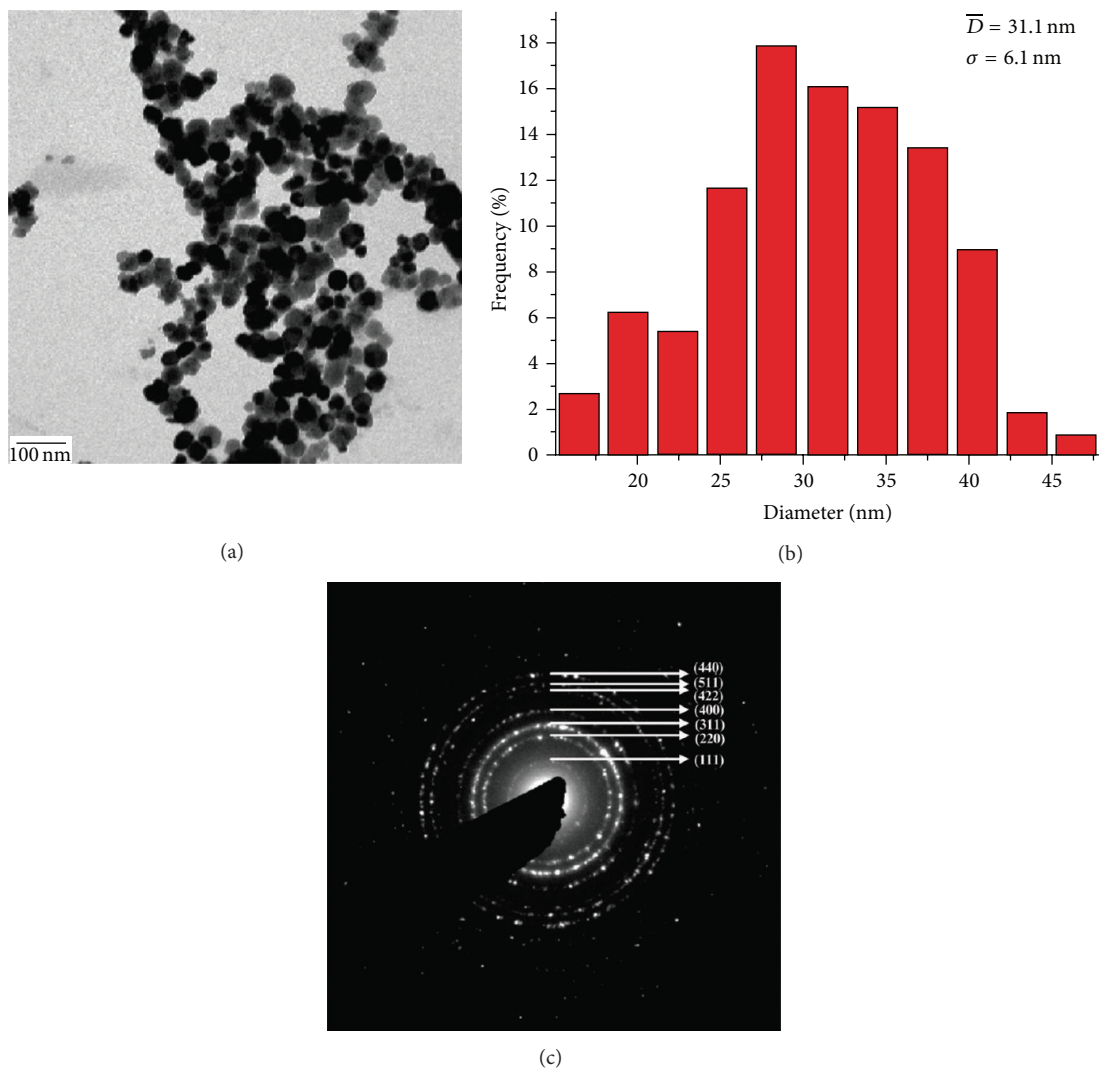 100 nm
(a)
D̅ = 31.1 nm
σ = 6.1 nm
18
16
14
12
10
8
6
4
2
0
Frequency (%)
20 25 30 35 40 45
Diameter (nm)
(b)
(440)
(511)
(422)
(400)
(311)
(220)
(111)
(c)